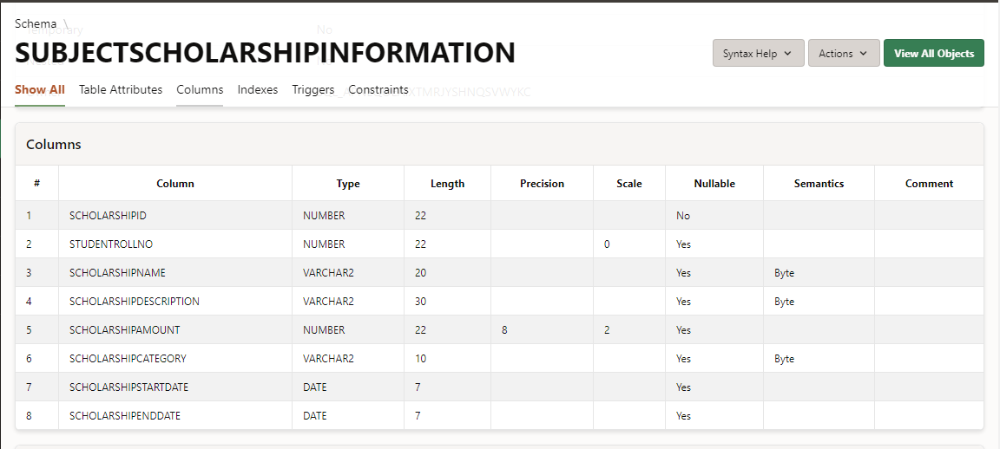 Schema \
Temporary No
SUBJECTSCHOLARSHIPINFORMATION
Syntax Help Actions View All Objects
Show All Table Attributes Columns Indexes Triggers Constraints
Columns
# Column Type Length Precision Scale Nullable Semantics Comment
1 SCHOLARSHIPID NUMBER 22 No
2 STUDENTROLLNO NUMBER 22 0 Yes
3 SCHOLARSHIPNAME VARCHAR2 20 Yes Byte
4 SCHOLARSHIPDESCRIPTION VARCHAR2 30 Yes Byte
5 SCHOLARSHIPAMOUNT NUMBER 22 8 2 Yes
6 SCHOLARSHIPCATEGORY VARCHAR2 10 Yes Byte
7 SCHOLARSHIPSTARTDATE DATE 7 Yes
8 SCHOLARSHIPENDDATE DATE 7 Yes